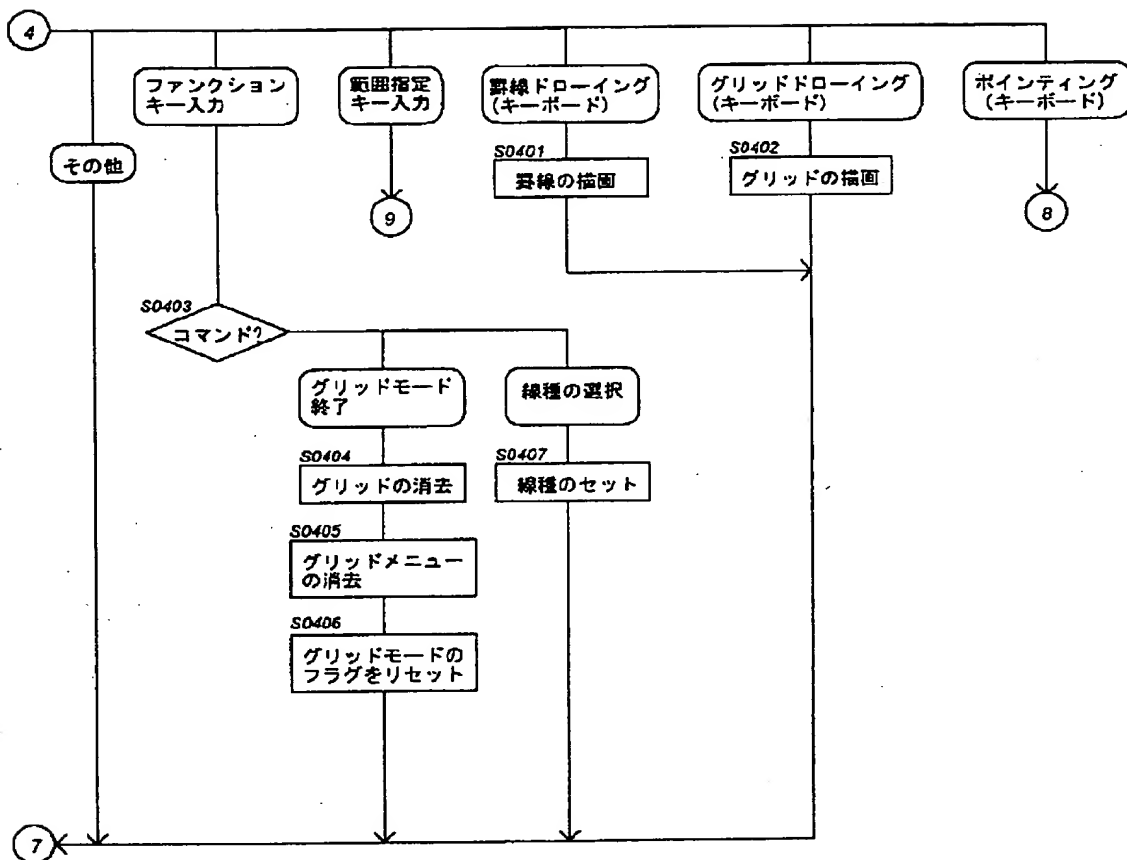 4
ファンクション
キー入力
範囲指定
キー入力
罫線ドローイング
(キーボード)
グリッドドローイング
(キーボード)
ポインティング
(キーボード)
その他
S0401
罫線の描画
S0402
グリッドの描画
9
8
S0403
コマンド?
グリッドモード
終了
線種の選択
S0404
グリッドの消去
S0407
線種のセット
S0405
グリッドメニュー
の消去
S0406
グリッドモードの
フラグをリセット
7